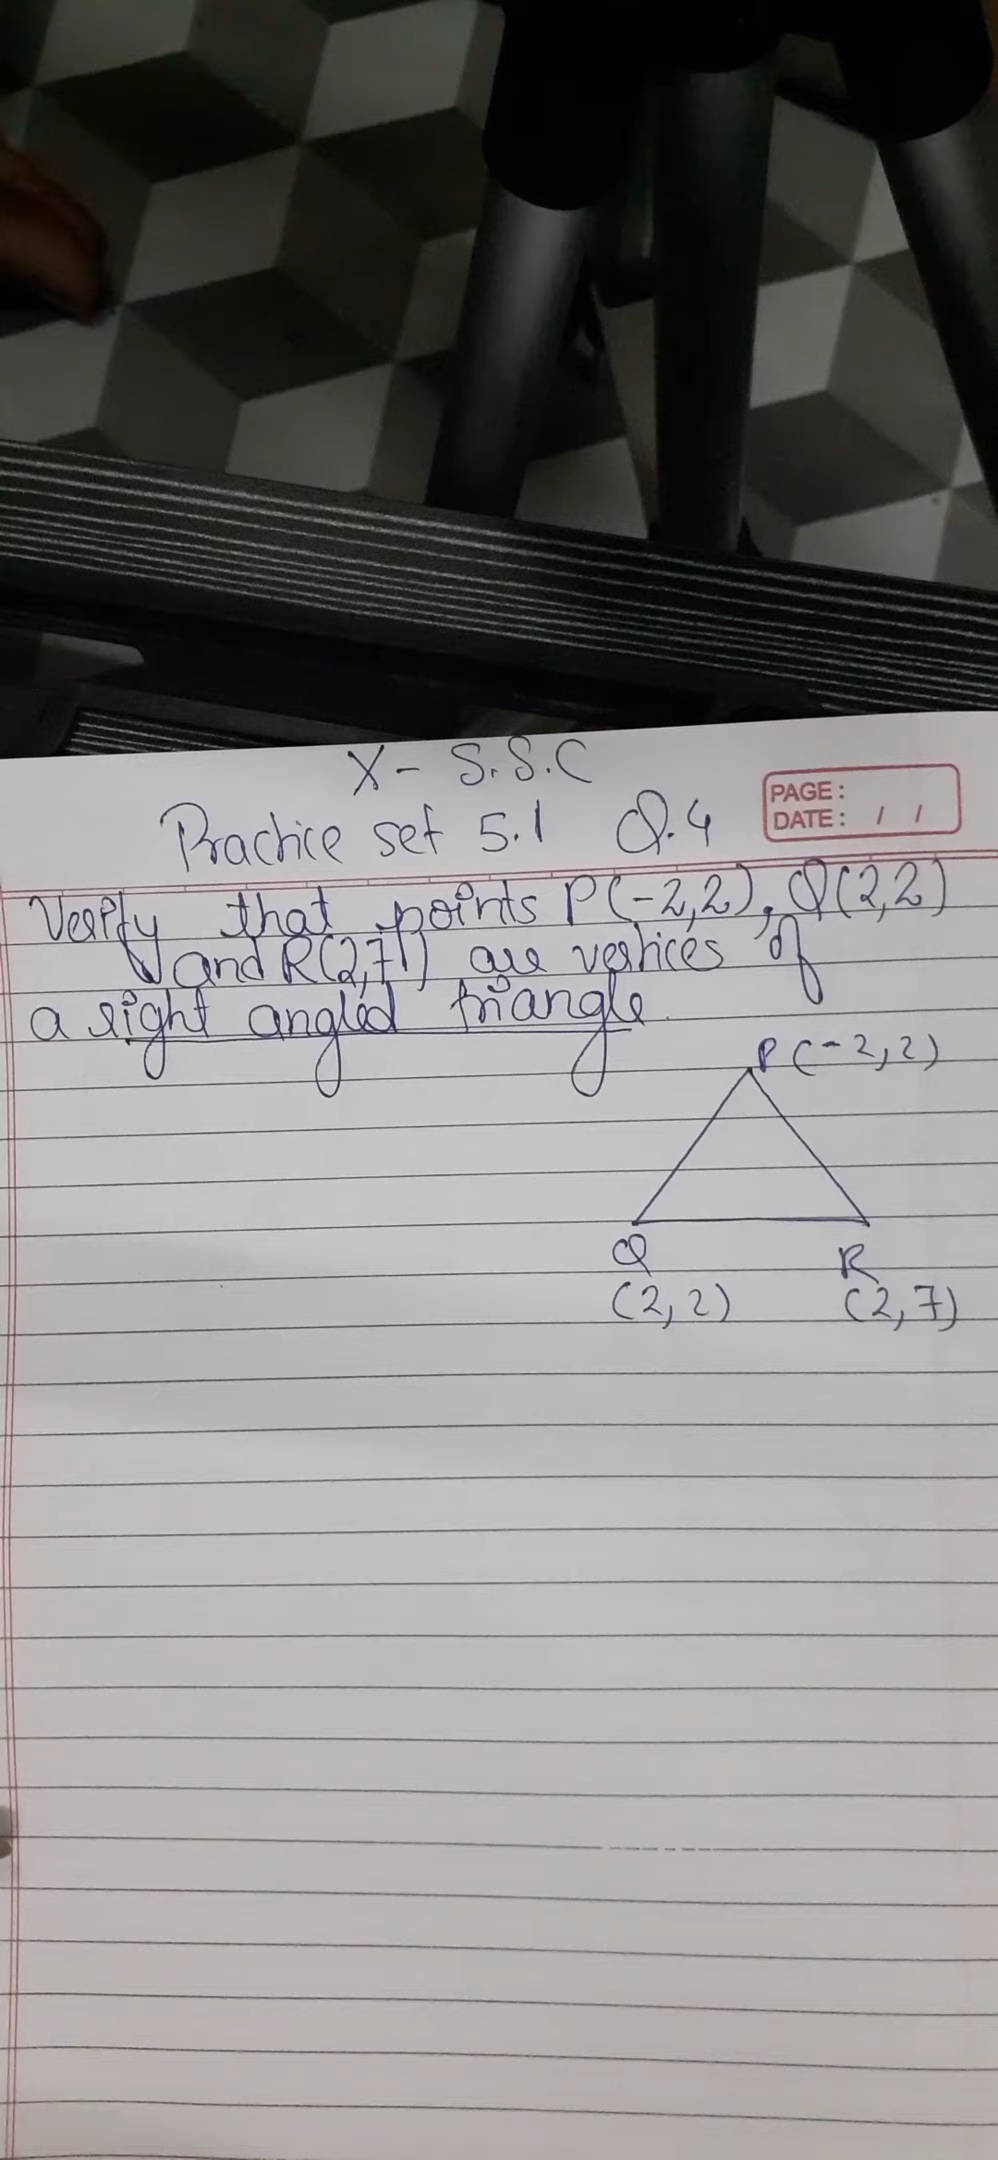 X- S.S.C
Practice set 5.1 Q.4
PAGE:
DATE: / /
Verify that points P(-2,2), Q(2,2)
and R(2,7) are vertices of
a right angled triangle.
P(-2,2)
Q
R
(2,2)
(2,7)